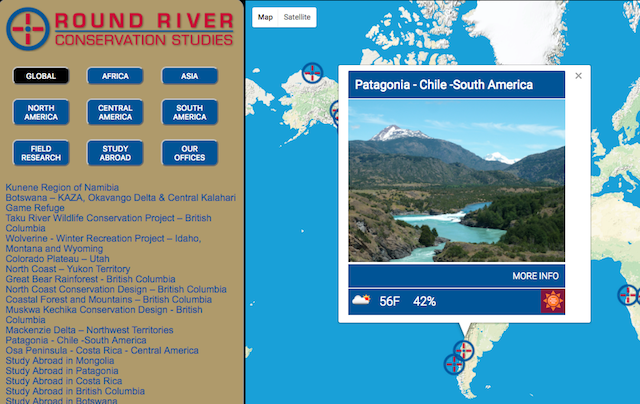 ROUND RIVER
CONSERVATION STUDIES
GLOBAL
AFRICA
ASIA
NORTH
AMERICA
CENTRAL
AMERICA
SOUTH
AMERICA
FIELD
RESEARCH
STUDY
ABROAD
OUR
OFFICES
Kunene Region of Namibia
Botswana – KAZA, Okavango Delta & Central Kalahari
Game Refuge
Taku River Wildlife Conservation Project – British
Columbia
Wolverine - Winter Recreation Project – Idaho,
Montana and Wyoming
Colorado Plateau – Utah
North Coast – Yukon Territory
Great Bear Rainforest - British Columbia
North Coast Conservation Design – British Columbia
Coastal Forest and Mountains – British Columbia
Muskwa Kechika Conservation Design - British
Columbia
Mackenzie Delta – Northwest Territories
Patagonia - Chile -South America
Osa Peninsula - Costa Rica - Central America
Study Abroad in Mongolia
Study Abroad in Patagonia
Study Abroad in Costa Rica
Study Abroad in British Columbia
Study Abroad in Botswana
Map
Satellite
Patagonia - Chile -South America
MORE INFO
56F 42%